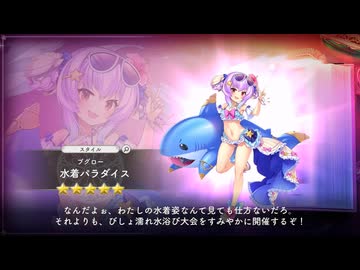 スタイル
ブグロー
水着パラダイス
なんだよぉ、わたしの水着姿なんて見ても仕方ないだろ。
それよりも、びしょ濡れ水浴び大会をすみやかに開催するぞ！